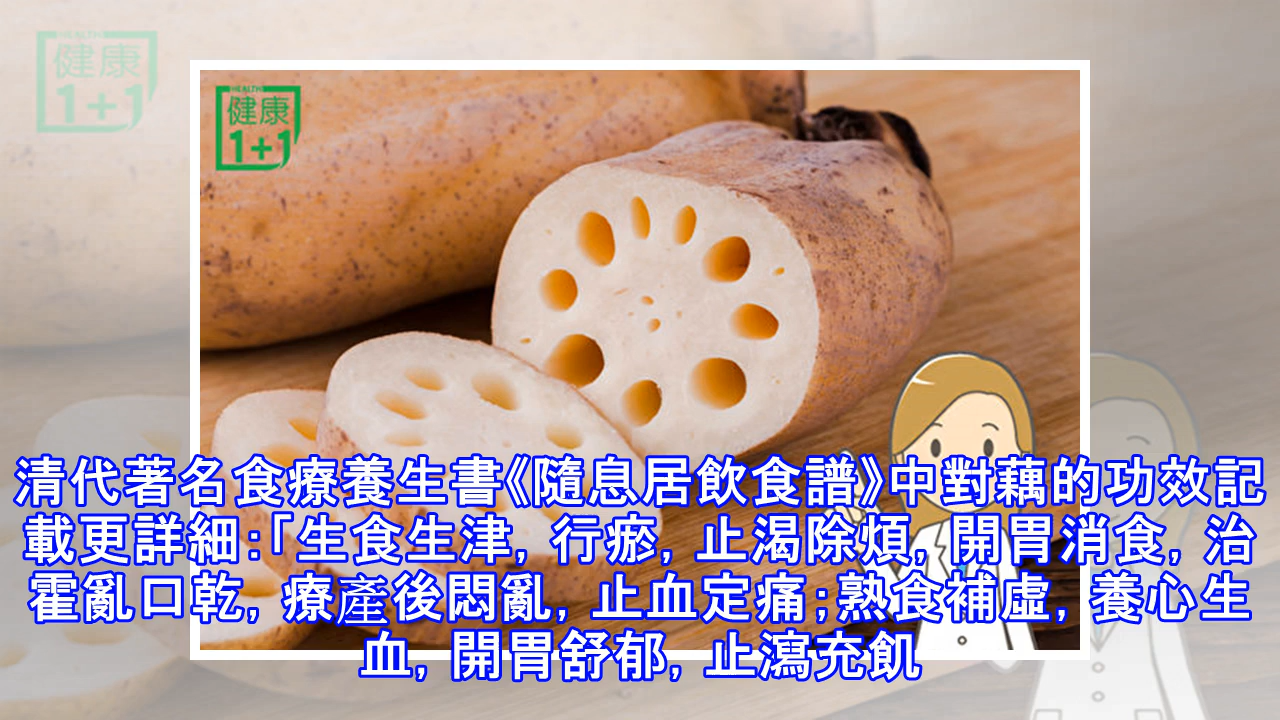 HEALTH
健康
1+1
HEALTH
健康
1+1
清代著名食療養生書《隨息居飲食譜》中對藕的功效記
載更詳細:「生食生津, 行瘀, 止渴除煩, 開胃消食, 治
霍亂口乾, 療產後悶亂, 止血定痛;熟食補虛, 養心生
血, 開胃舒郁, 止瀉充飢